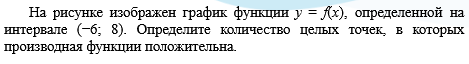 На рисунке изображен график функции y = f(x), определенной на
интервале (−6; 8). Определите количество целых точек, в которых
производная функции положительна.